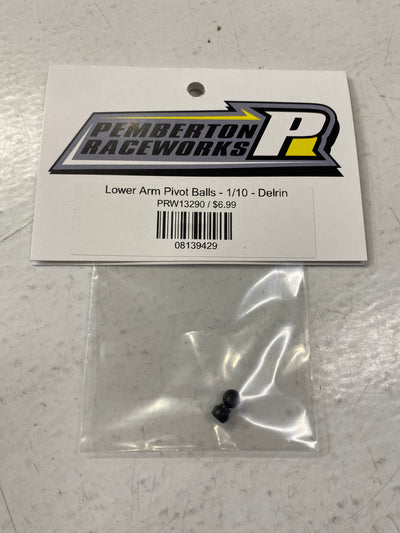 PEMBERTON
RACEWORKS
P
Lower Arm Pivot Balls - 1/10 - Delrin
PRW13290 / $6.99
08139429